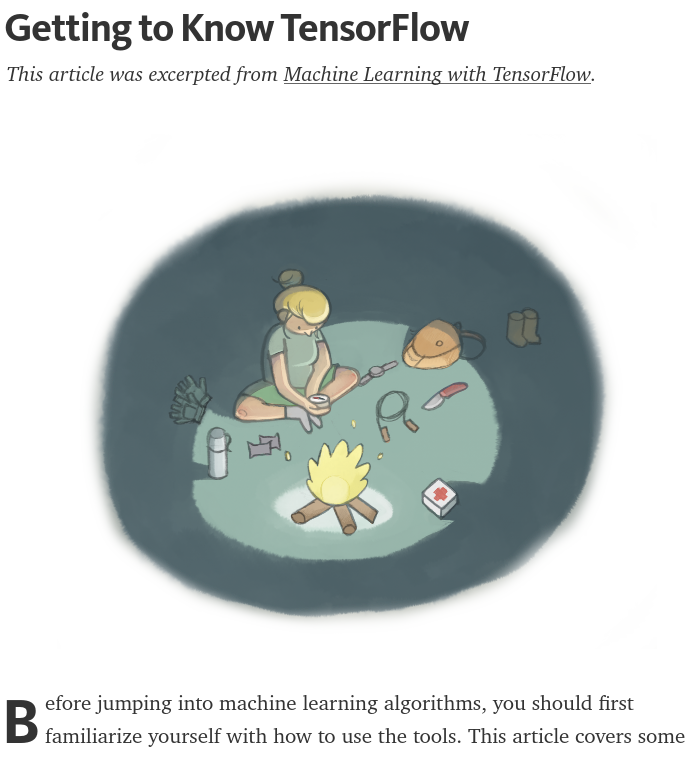 Getting to Know TensorFlow
This article was excerpted from Machine Learning with TensorFlow.
Before jumping into machine learning algorithms, you should first
familiarize yourself with how to use the tools. This article covers some